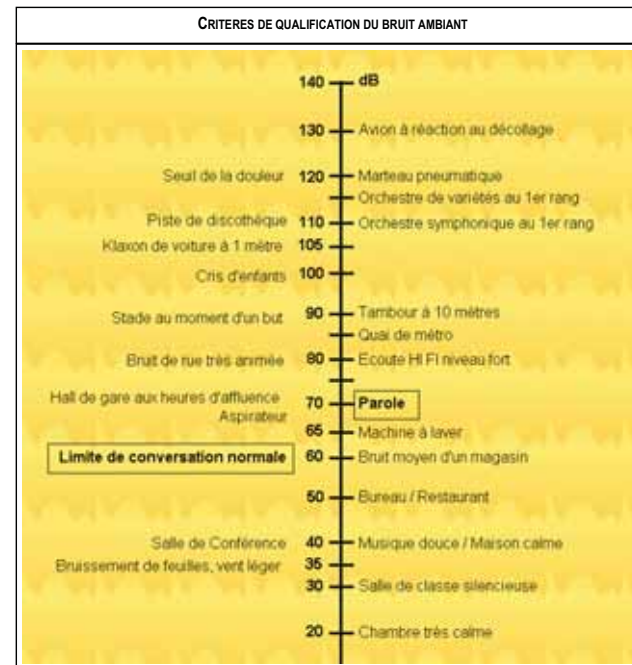 CRITERES DE QUALIFICATION DU BRUIT AMBIANT
140 dB
130 Avion à réaction au décollage
Seuil de la douleur 120 Marteau pneumatique
Orchestre de variétés au 1er rang
Piste de discothèque 110 Orchestre symphonique au 1er rang
Klaxon de voiture à 1 mètre 105
Cris d'enfants 100
Stade au moment d'un but 90 Tambour à 10 mètres
Quai de métro
Bruit de rue très animée 80 Ecoute HI FI niveau fort
Hall de gare aux heures d'affluence 70 Parole
Aspirateur
65 Machine à laver
Limite de conversation normale 60 Bruit moyen d'un magasin
50 Bureau / Restaurant
Salle de Conférence 40 Musique douce / Maison calme
Bruissement de feuilles, vent léger 35
30 Salle de classe silencieuse
20 Chambre très calme